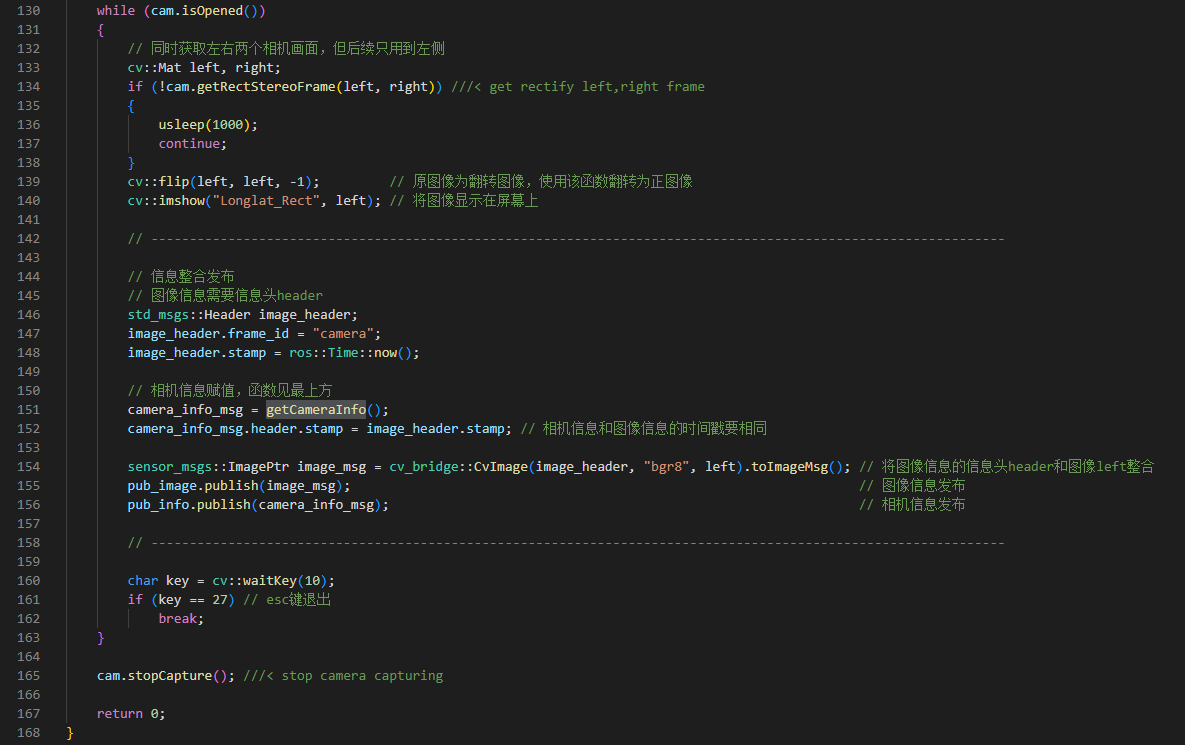 130 while (cam.isOpened())
131 {
132 // 同时获取左右两个相机画面，但后续只用到左侧
133 cv::Mat left, right;
134 if (!cam.getRectStereoFrame(left, right)) ///< get rectify left,right frame
135 {
136 usleep(1000);
137 continue;
138 }
139 cv::flip(left, left, -1); // 原图像为翻转图像，使用该函数翻转为正图像
140 cv::imshow("Longlat_Rect", left); // 将图像显示在屏幕上
141
142 // ---------------------------------------------------------------------------------------------------------------
143
144 // 信息整合发布
145 // 图像信息需要信息头header
146 std_msgs::Header image_header;
147 image_header.frame_id = "camera";
148 image_header.stamp = ros::Time::now();
149
150 // 相机信息赋值，函数见最上方
151 camera_info_msg = getCameraInfo();
152 camera_info_msg.header.stamp = image_header.stamp; // 相机信息和图像信息的时间戳要相同
153
154 sensor_msgs::ImagePtr image_msg = cv_bridge::CvImage(image_header, "bgr8", left).toImageMsg(); // 将图像信息的信息头header和图像left整合
155 pub_image.publish(image_msg); // 图像信息发布
156 pub_info.publish(camera_info_msg); // 相机信息发布
157
158 // ---------------------------------------------------------------------------------------------------------------
159
160 char key = cv::waitKey(10);
161 if (key == 27) // esc键退出
162 break;
163 }
164
165 cam.stopCapture(); ///< stop camera capturing
166
167 return 0;
168 }